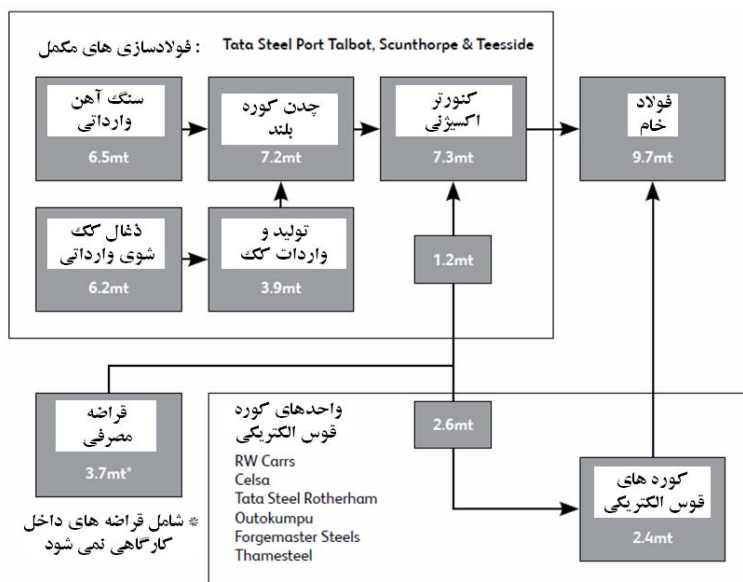 فولادسازی های مکمل : Tata Steel Port Talbot, Scunthorpe & Teesside
سنگ آهن
وارداتی
6.5mt
چدن کوره
بلند
7.2mt
کنورتر
اکسیژنی
7.3mt
فولاد
خام
9.7mt
ذغال کک
شوی وارداتی
6.2mt
تولید و
واردات کک
3.9mt
1.2mt
قراضه
مصرفی
3.7mt*
* شامل قراضه های داخل
کارگاهی نمی شود
واحدهای کوره
قوس الکتریکی
RW Carrs
Celsa
Tata Steel Rotherham
Outokumpu
Forgemaster Steels
Thamesteel
2.6mt
کوره های
قوس الکتریکی
2.4mt